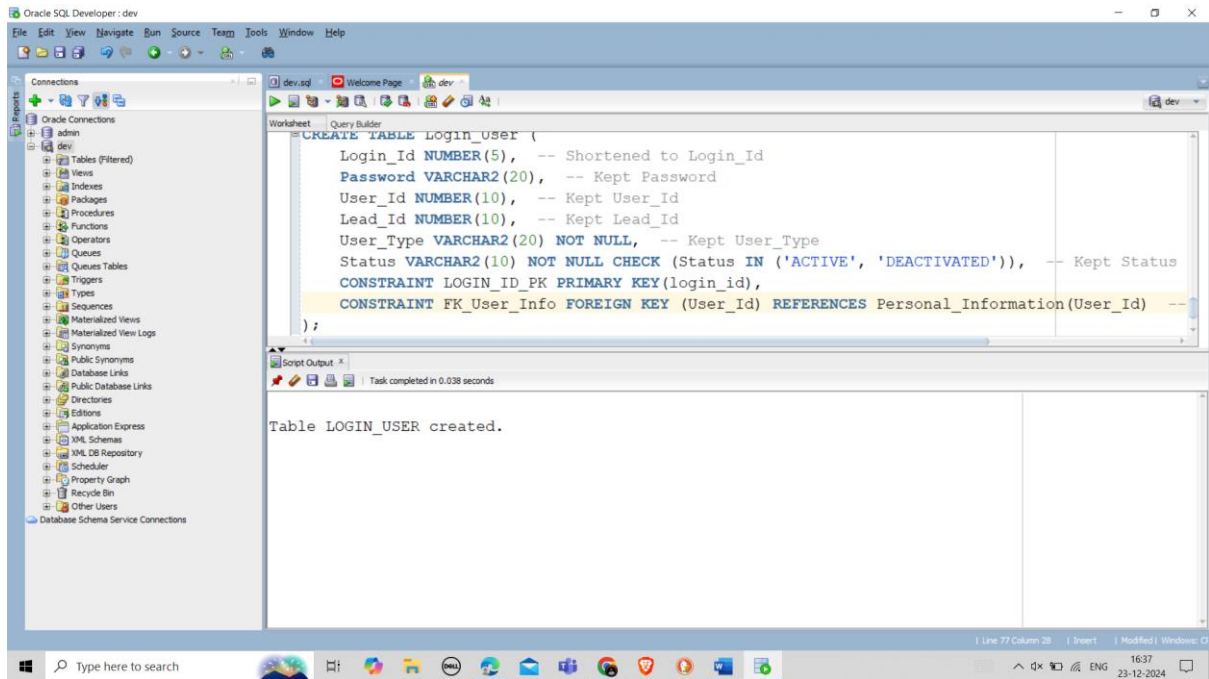 Oracle SQL Developer : dev
File Edit View Navigate Run Source Team Tools Window Help
Connections
dev.sql Welcome Page dev
Reports
dev
Worksheet Query Builder
Oracle Connections
admin
dev
Tables (Filtered)
Views
Indexes
Packages
Procedures
Functions
Operators
Queues
Queues Tables
Triggers
Types
Sequences
Materialized Views
Materialized View Logs
Synonyms
Public Synonyms
Database Links
Public Database Links
Directories
Editions
Application Express
XML Schemas
XML DB Repository
Scheduler
Property Graph
Recycle Bin
Other Users
Database Schema Service Connections
CREATE TABLE Login_User (
Login_Id NUMBER(5), -- Shortened to Login_Id
Password VARCHAR2(20), -- Kept Password
User_Id NUMBER(10), -- Kept User_Id
Lead_Id NUMBER(10), -- Kept Lead_Id
User_Type VARCHAR2(20) NOT NULL, -- Kept User_Type
Status VARCHAR2(10) NOT NULL CHECK (Status IN ('ACTIVE', 'DEACTIVATED')), -- Kept Status
CONSTRAINT LOGIN_ID_PK PRIMARY KEY(login_id),
CONSTRAINT FK_User_Info FOREIGN KEY (User_Id) REFERENCES Personal_Information(User_Id) --
);
Script Output
Task completed in 0.038 seconds
Table LOGIN_USER created.
Line 77 Column 28 | Insert | Modified | Windows: C
Type here to search
DELL
ENG
16:37
23-12-2024